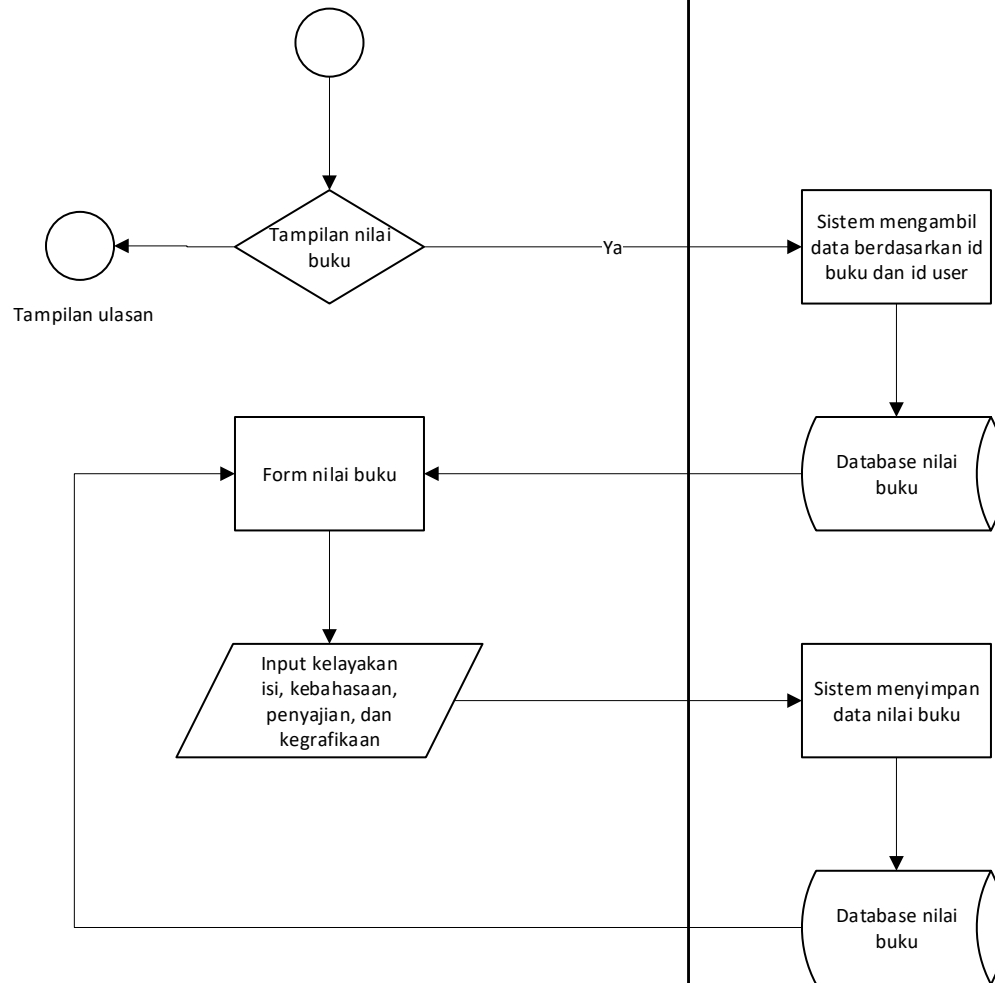 Tampilan nilai
buku
Ya
Sistem mengambil
data berdasarkan id
buku dan id user
Tampilan ulasan
Form nilai buku
Database nilai
buku
Input kelayakan
isi, kebahasaan,
penyajian, dan
kegrafikaan
Sistem menyimpan
data nilai buku
Database nilai
buku